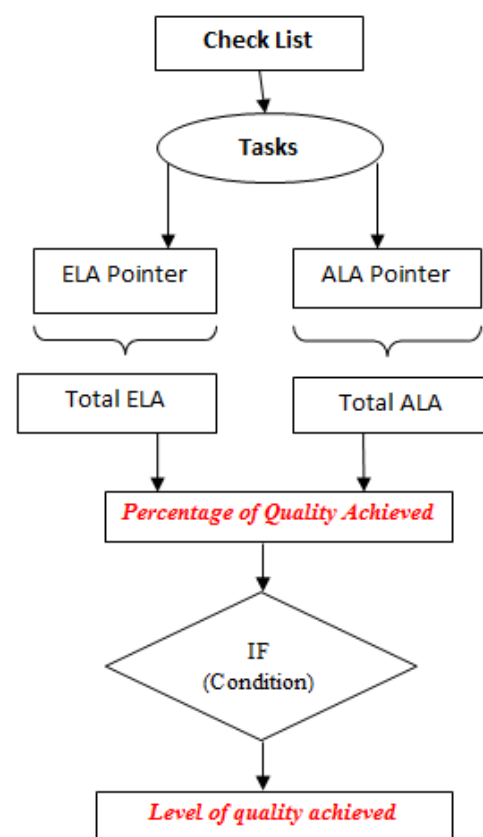 Check List
Tasks
ELA Pointer
ALA Pointer
Total ELA
Total ALA
Percentage of Quality Achieved
IF
(Condition)
Level of quality achieved